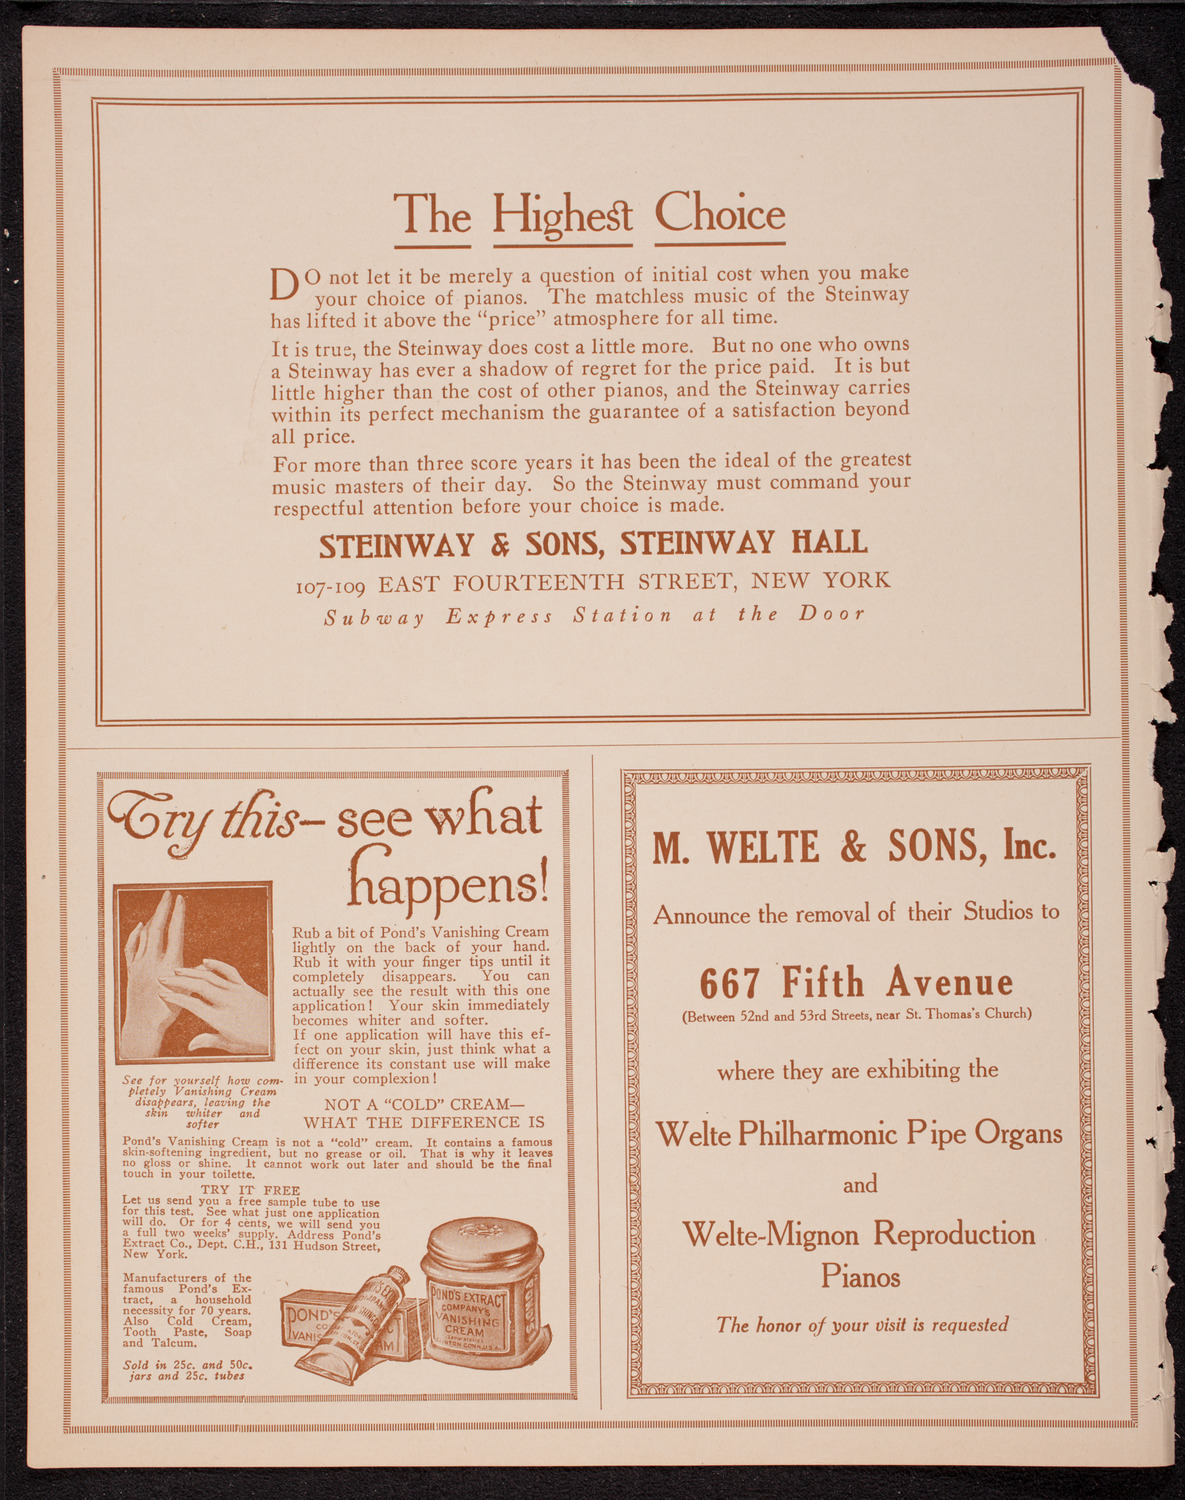 The Highest Choice
DO not let it be merely a question of initial cost when you make
your choice of pianos. The matchless music of the Steinway
has lifted it above the "price" atmosphere for all time.
It is true, the Steinway does cost a little more. But no one who owns
a Steinway has ever a shadow of regret for the price paid. It is but
little higher than the cost of other pianos, and the Steinway carries
within its perfect mechanism the guarantee of a satisfaction beyond
all price.
For more than three score years it has been the ideal of the greatest
music masters of their day. So the Steinway must command your
respectful attention before your choice is made.
STEINWAY & SONS, STEINWAY HALL
107-109 EAST FOURTEENTH STREET, NEW YORK
Subway Express Station at the Door
Try this—see what
happens!
Rub a bit of Pond's Vanishing Cream
lightly on the back of your hand.
Rub it with your finger tips until it
completely disappears. You can
actually see the result with this one
application! Your skin immediately
becomes whiter and softer.
If one application will have this ef-
fect on your skin, just think what a
difference its constant use will make
in your complexion!
See for yourself how com-
pletely Vanishing Cream
disappears, leaving the
skin whiter and
softer
NOT A "COLD" CREAM—
WHAT THE DIFFERENCE IS
Pond's Vanishing Cream is not a "cold" cream. It contains a famous
skin-softening ingredient, but no grease or oil. That is why it leaves
no gloss or shine. It cannot work out later and should be the final
touch in your toilette.
TRY IT FREE
Let us send you a free sample tube to use
for this test. See what just one application
will do. Or for 4 cents, we will send you
a full two weeks' supply. Address Pond's
Extract Co., Dept. C.H., 131 Hudson Street,
New York.
Manufacturers of the
famous Pond's Ex-
tract, a household
necessity for 70 years.
Also Cold Cream,
Tooth Paste, Soap
and Talcum.
Sold in 25c. and 50c.
jars and 25c. tubes
POND'S
VANIS
AM
POND'S EXTRACT
COMPANY'S
VANISHING
CREAM
M. WELTE & SONS, Inc.
Announce the removal of their Studios to
667 Fifth Avenue
(Between 52nd and 53rd Streets, near St. Thomas's Church)
where they are exhibiting the
Welte Philharmonic Pipe Organs
and
Welte-Mignon Reproduction
Pianos
The honor of your visit is requested